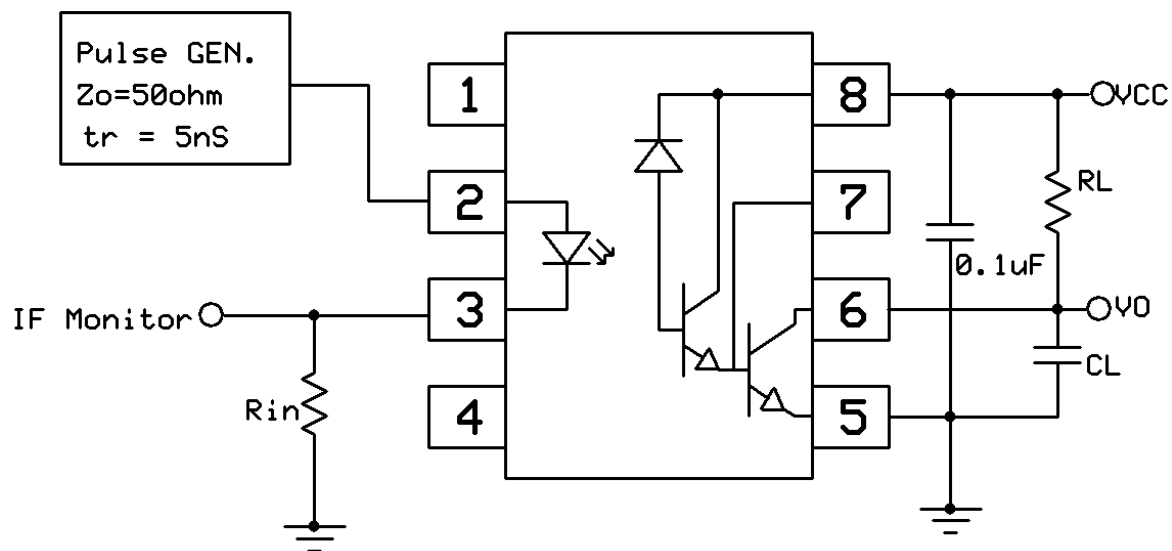 Pulse GEN.
Zo=50ohm
tr = 5nS
1
2
3
4
8
7
6
5
VCC
RL
0.1uF
VO
CL
IF Monitor
Rin